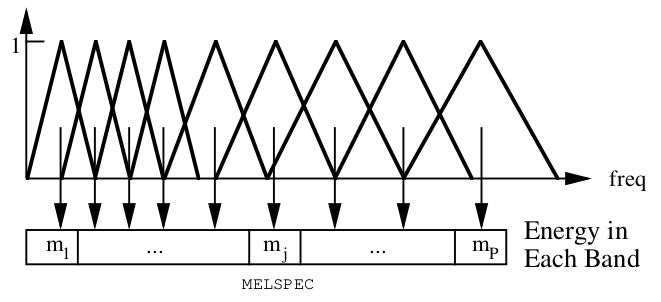 1
freq
m1 ... mj ... mP
Energy in
Each Band
MELSPEC